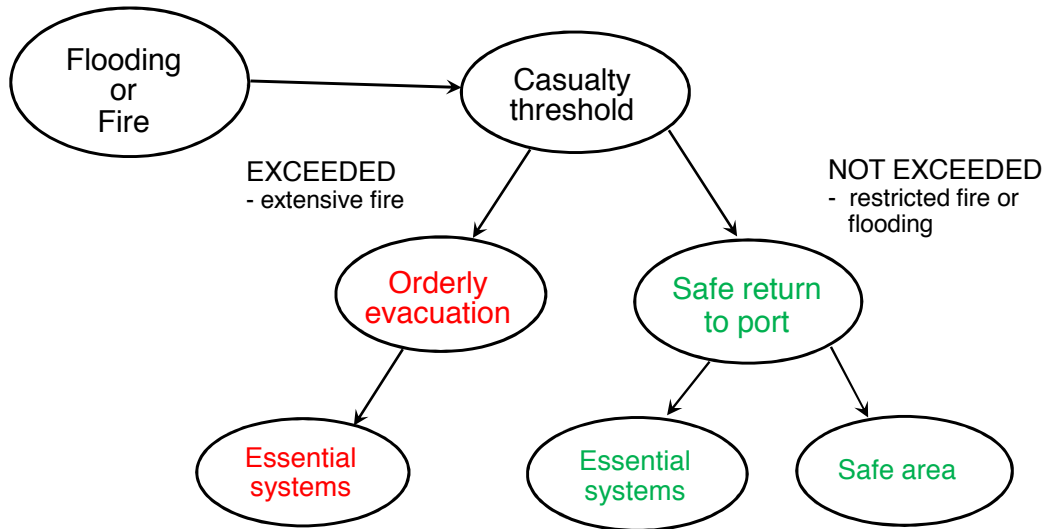 Flooding
or
Fire
Casualty
threshold
EXCEEDED
- extensive fire
NOT EXCEEDED
- restricted fire or
flooding
Orderly
evacuation
Safe return
to port
Essential
systems
Essential
systems
Safe area